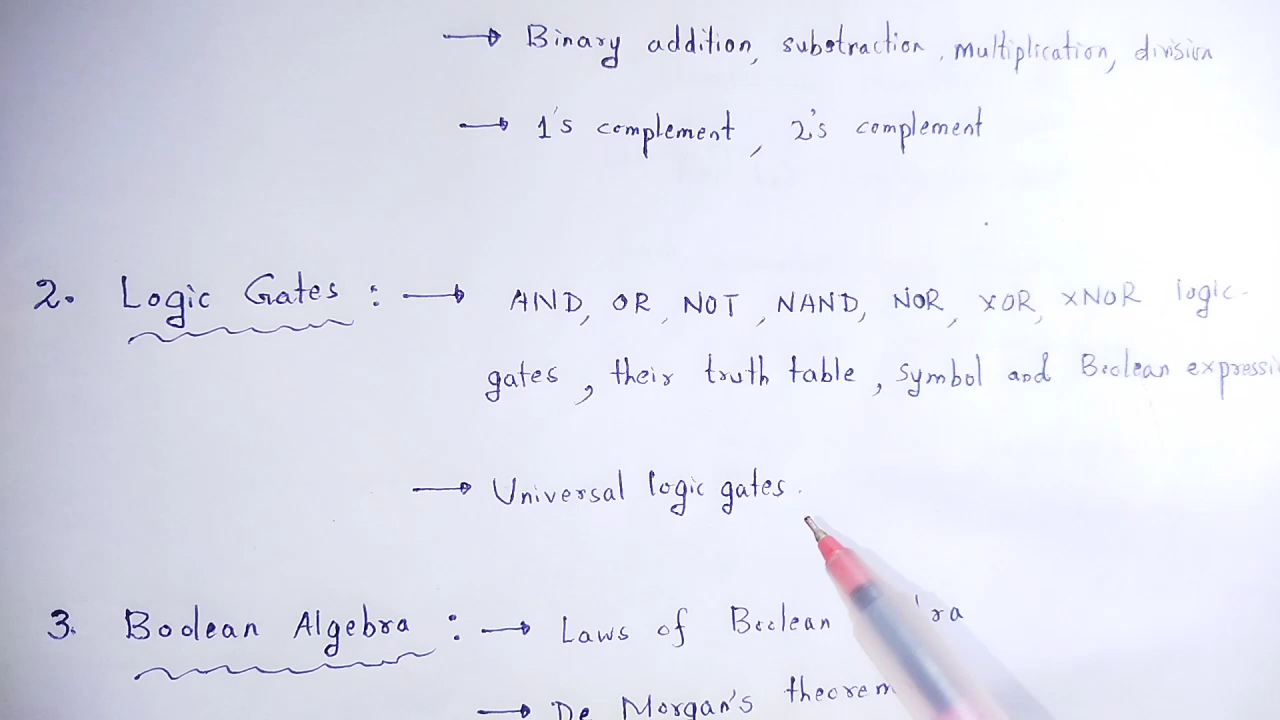 → Binary addition, substraction, multiplication, division
→ 1's complement, 2's complement
2. Logic Gates : → AND, OR, NOT, NAND, NOR, XOR, XNOR logic-
gates, their truth table, symbol and Boolean expressi
→ Universal logic gates.
3. Boolean Algebra : → Laws of Boolean ra
→ De Morgan's theorem